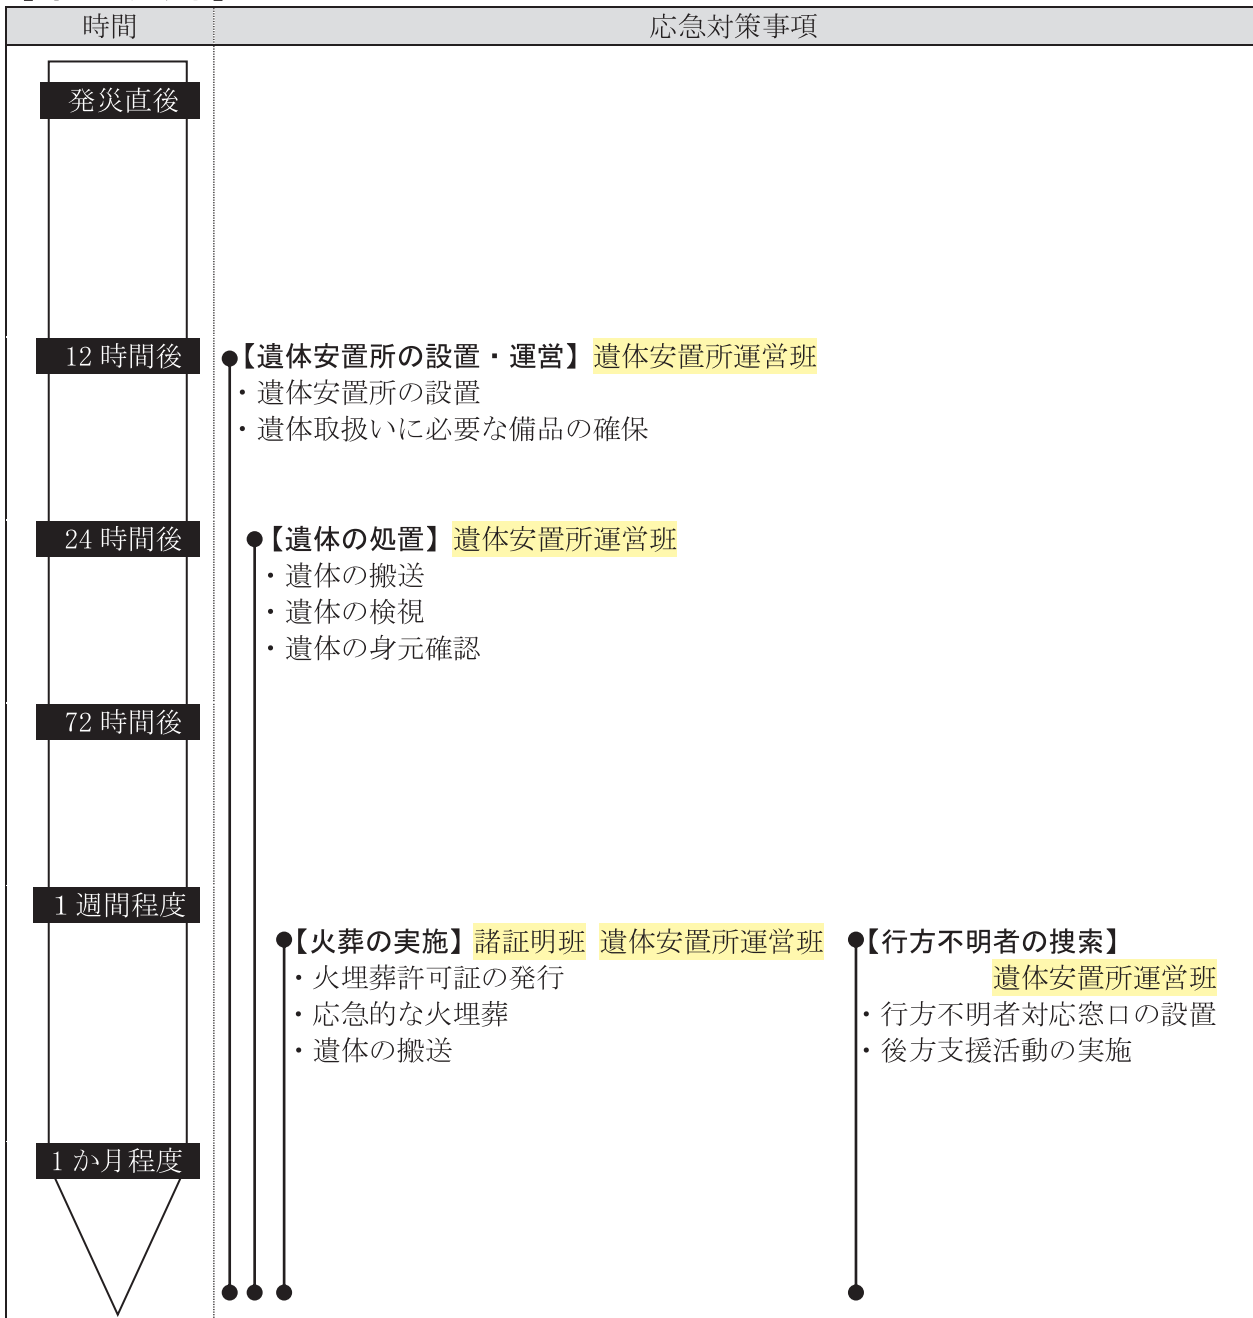 時間 応急対策事項
発災直後
12時間後 【遺体安置所の設置・運営】 遺体安置所運営班
・遺体安置所の設置
・遺体取扱いに必要な備品の確保
24時間後 【遺体の処置】 遺体安置所運営班
・遺体の搬送
・遺体の検視
・遺体の身元確認
72時間後
1週間程度
【火葬の実施】 諸証明班 遺体安置所運営班
・火埋葬許可証の発行
・応急的な火埋葬
・遺体の搬送
【行方不明者の捜索】
遺体安置所運営班
・行方不明者対応窓口の設置
・後方支援活動の実施
1か月程度